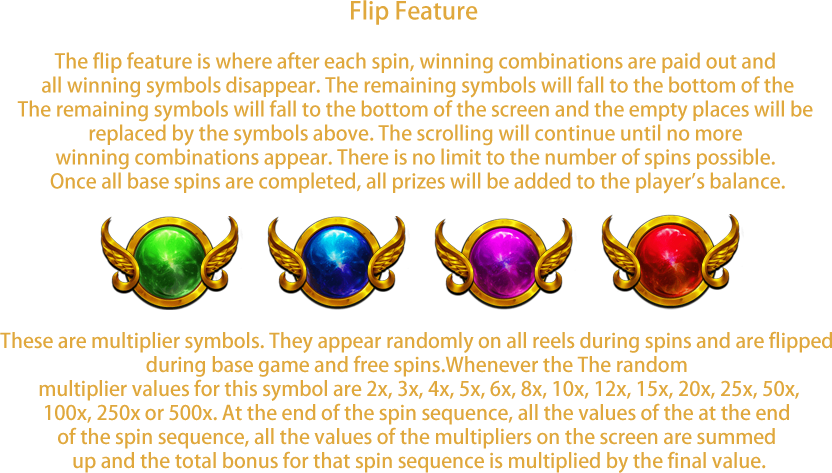 Flip Feature
The flip feature is where after each spin, winning combinations are paid out and
all winning symbols disappear. The remaining symbols will fall to the bottom of the
The remaining symbols will fall to the bottom of the screen and the empty places will be
replaced by the symbols above. The scrolling will continue until no more
winning combinations appear. There is no limit to the number of spins possible.
Once all base spins are completed, all prizes will be added to the player’s balance.
These are multiplier symbols. They appear randomly on all reels during spins and are flipped
during base game and free spins.Whenever the The random
multiplier values for this symbol are 2x, 3x, 4x, 5x, 6x, 8x, 10x, 12x, 15x, 20x, 25x, 50x,
100x, 250x or 500x. At the end of the spin sequence, all the values of the at the end
of the spin sequence, all the values of the multipliers on the screen are summed
up and the total bonus for that spin sequence is multiplied by the final value.